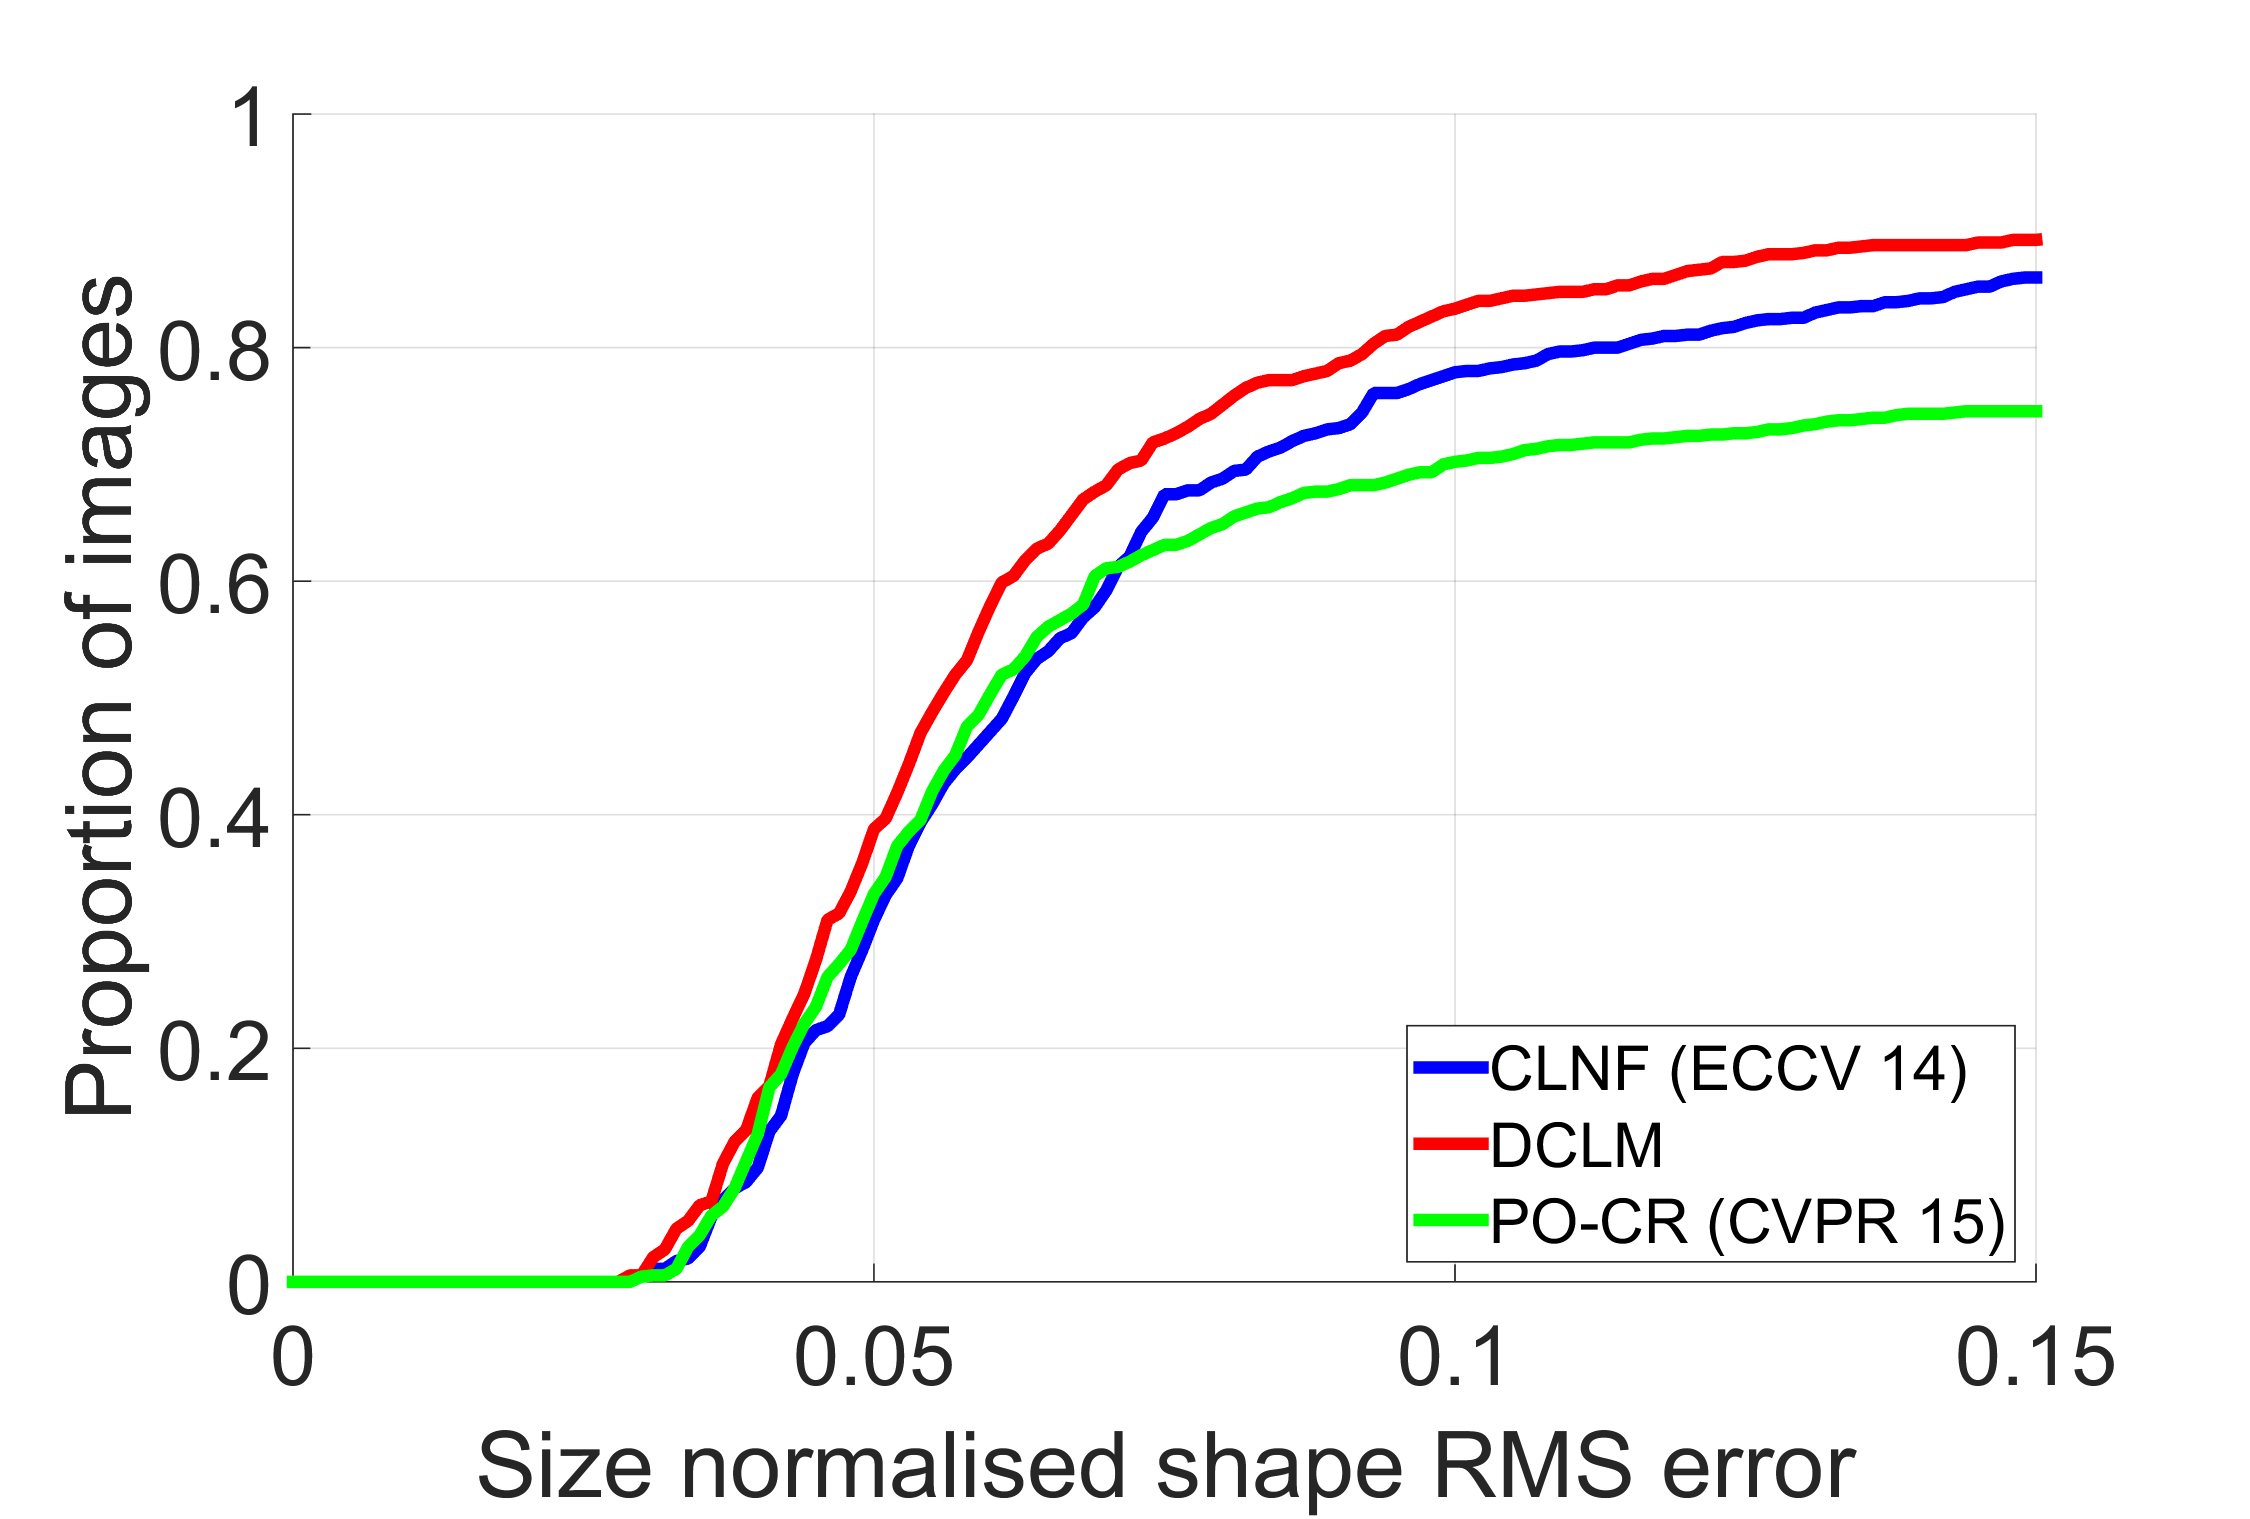 Proportion of images
1
0.8
0.6
0.4
0.2
0
0
0.05
0.1
0.15
Size normalised shape RMS error
CLNF (ECCV 14)
DCLM
PO-CR (CVPR 15)